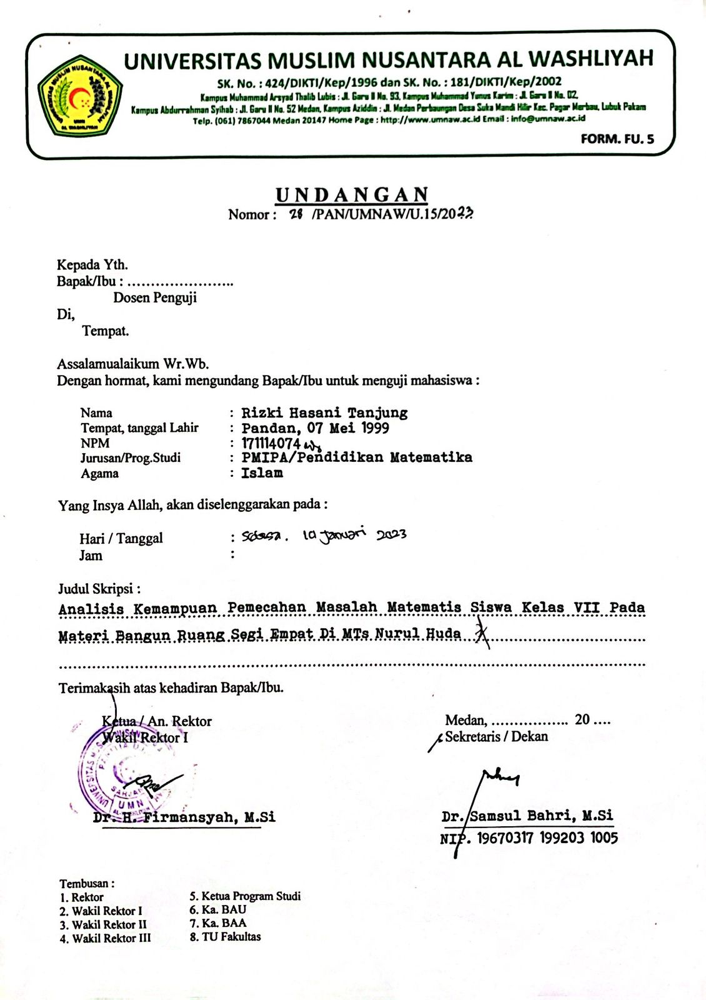 UNIVERSITAS MUSLIM NUSANTARA AL WASHLIYAH
SK. No. : 424/DIKTI/Kep/1996 dan SK. No. : 181/DIKTI/Kep/2002
Kampus Muhammad Arsyad Thalib Lubis : Jl. Garu II No. 93, Kampus Muhammad Yunus Karim : Jl. Garu II No. 02,
Kampus Abdurrahman Syihab : Jl. Garu II No. 52 Medan, Kampus Aziddin : Jl. Medan Perbaungan Desa Suka Mandi Hilir Kec. Pagar Merbau, Lubuk Pakam
Telp. (061) 7867044 Medan 20147 Home Page : http://www.umnaw.ac.id Email : info@umnaw.ac.id
FORM. FU. 5
UNIVERSITAS MUSLIM NUSANTARA AL WASHLIYAH
UMN
AL WASHLIYAH
UNDANGAN
Nomor : 28 /PAN/UMNAW/U.15/2023
Kepada Yth.
Bapak/Ibu : .......................
Dosen Penguji
Di,
Tempat.
Assalamualaikum Wr.Wb.
Dengan hormat, kami mengundang Bapak/Ibu untuk menguji mahasiswa :
Nama : Rizki Hasani Tanjung
Tempat, tanggal Lahir : Pandan, 07 Mei 1999
NPM : 171114074
Jurusan/Prog.Studi : PMIPA/Pendidikan Matematika
Agama : Islam
Yang Insya Allah, akan diselenggarakan pada :
Hari / Tanggal : Selasa. 10 Januari 2023
Jam :
Judul Skripsi :
Analisis Kemampuan Pemecahan Masalah Matematis Siswa Kelas VII Pada
Materi Bangun Ruang Segi Empat Di MTs Nurul Huda
Terimakasih atas kehadiran Bapak/Ibu.
Ketua / An. Rektor
Wakil Rektor I
Medan, ................. 20 ....
Sekretaris / Dekan
UMN
Dr. H. Firmansyah, M.Si
Dr. Samsul Bahri, M.Si
NIP. 19670317 199203 1005
Tembusan :
1. Rektor
2. Wakil Rektor I
3. Wakil Rektor II
4. Wakil Rektor III
5. Ketua Program Studi
6. Ka. BAU
7. Ka. BAA
8. TU Fakultas